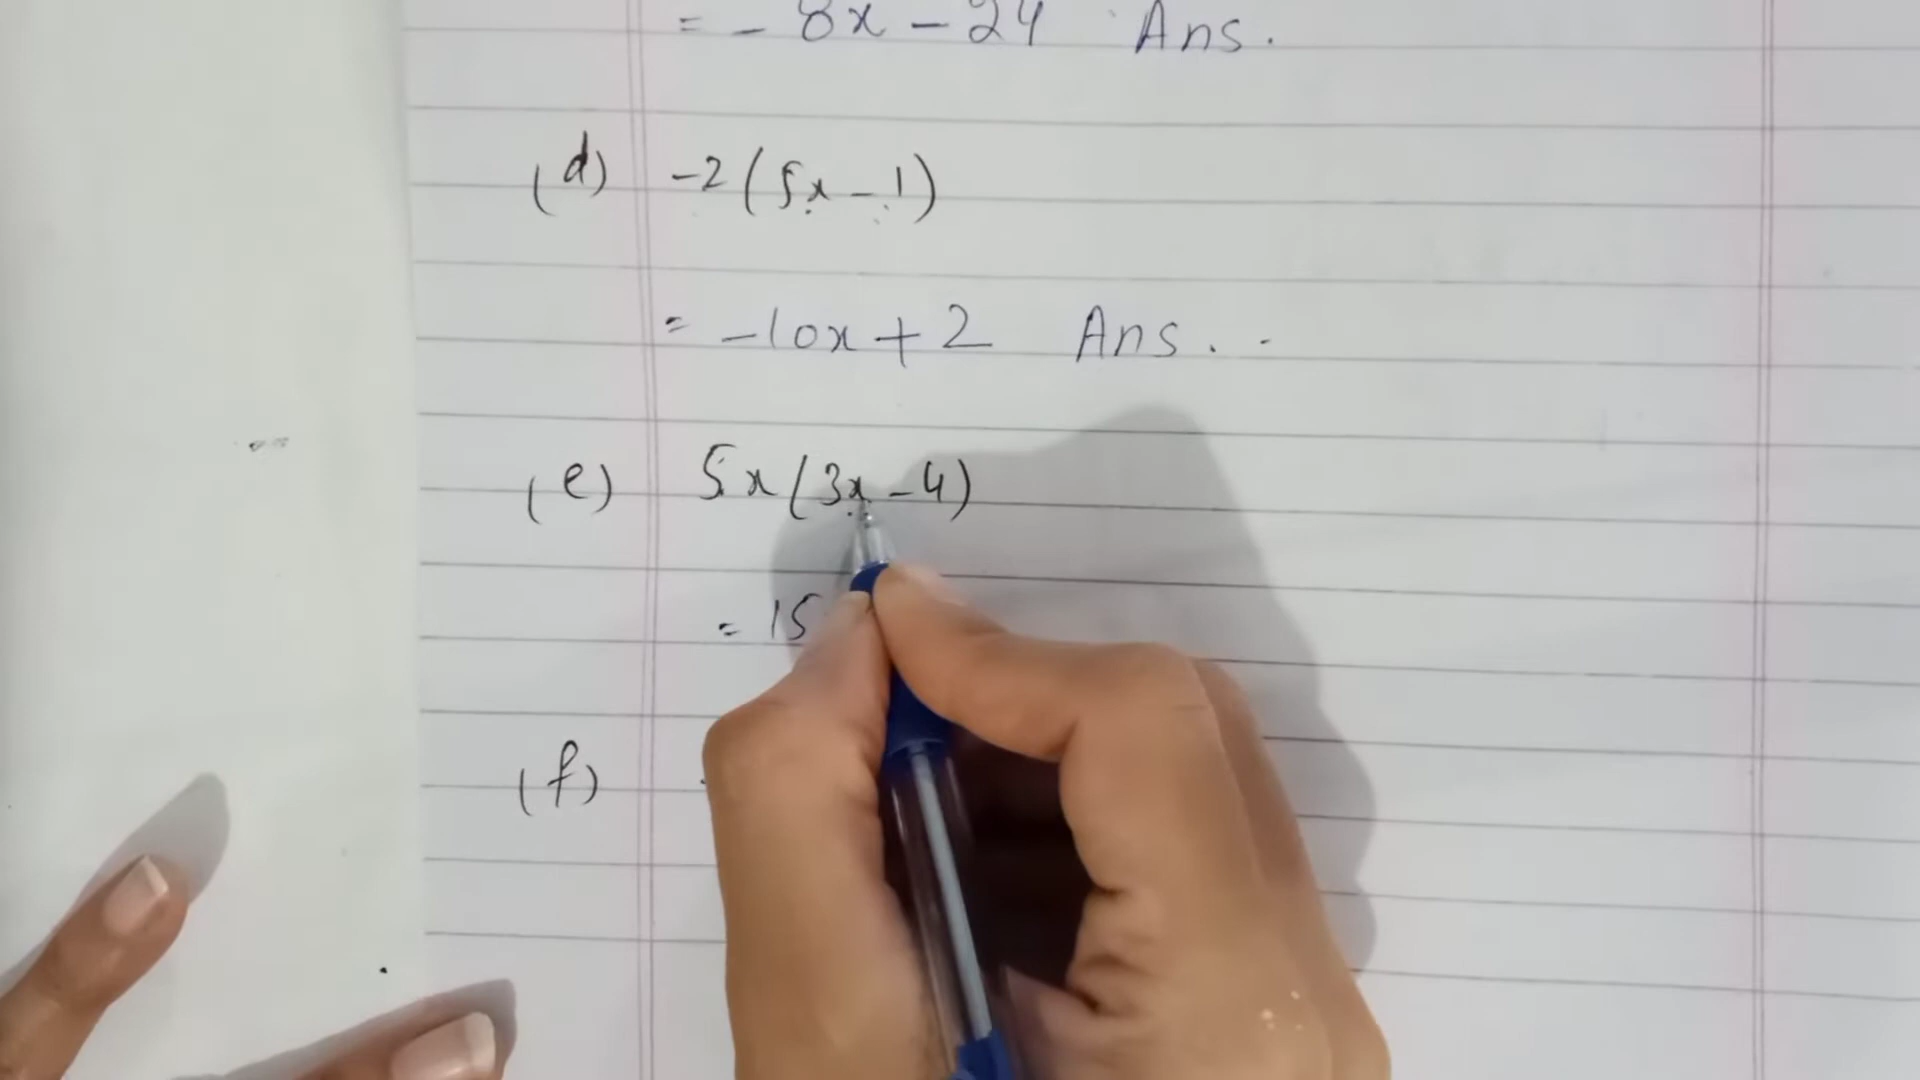 = - 8x - 24 Ans.
(d) -2(5x-1)
= -10x+2 Ans. .
(e) 5x(3x-4)
= 15
(f)